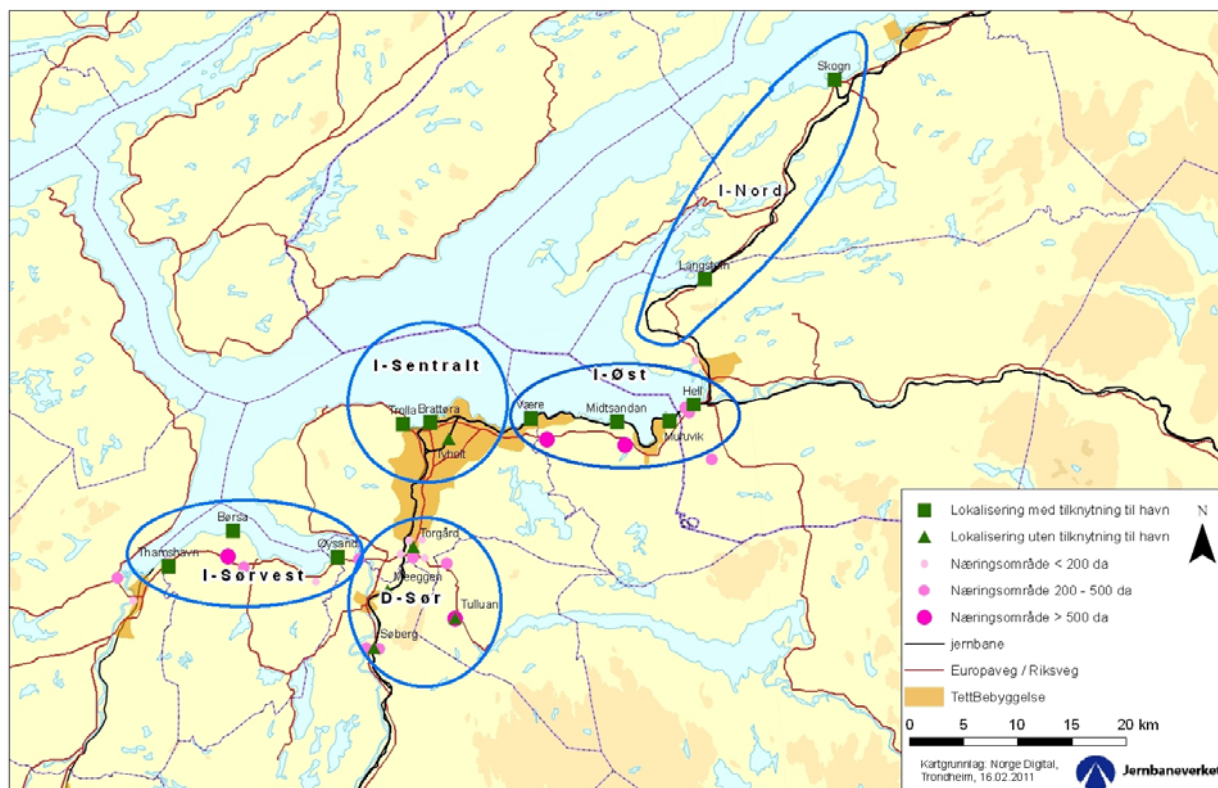 Skogn
I-Nord
Langstein
I-Sentralt
I-Øst
Hell
Trolla
Brattøra
Være
Midtsandan
Muruvik
Tyholt
Børsa
Torgård
Thamshavn
Øysand
I-Sørvest
Meeggen
D-Sør
Tulluan
Søberg
Lokalisering med tilknytning til havn
N
Lokalisering uten tilknytning til havn
Næringsområde < 200 da
Næringsområde 200 - 500 da
Næringsområde > 500 da
jernbane
Europaveg / Riksveg
TettBebyggelse
0 5 10 15 20 km
Kartgrunnlag: Norge Digital,
Trondheim, 16.02.2011
Jernbaneverket